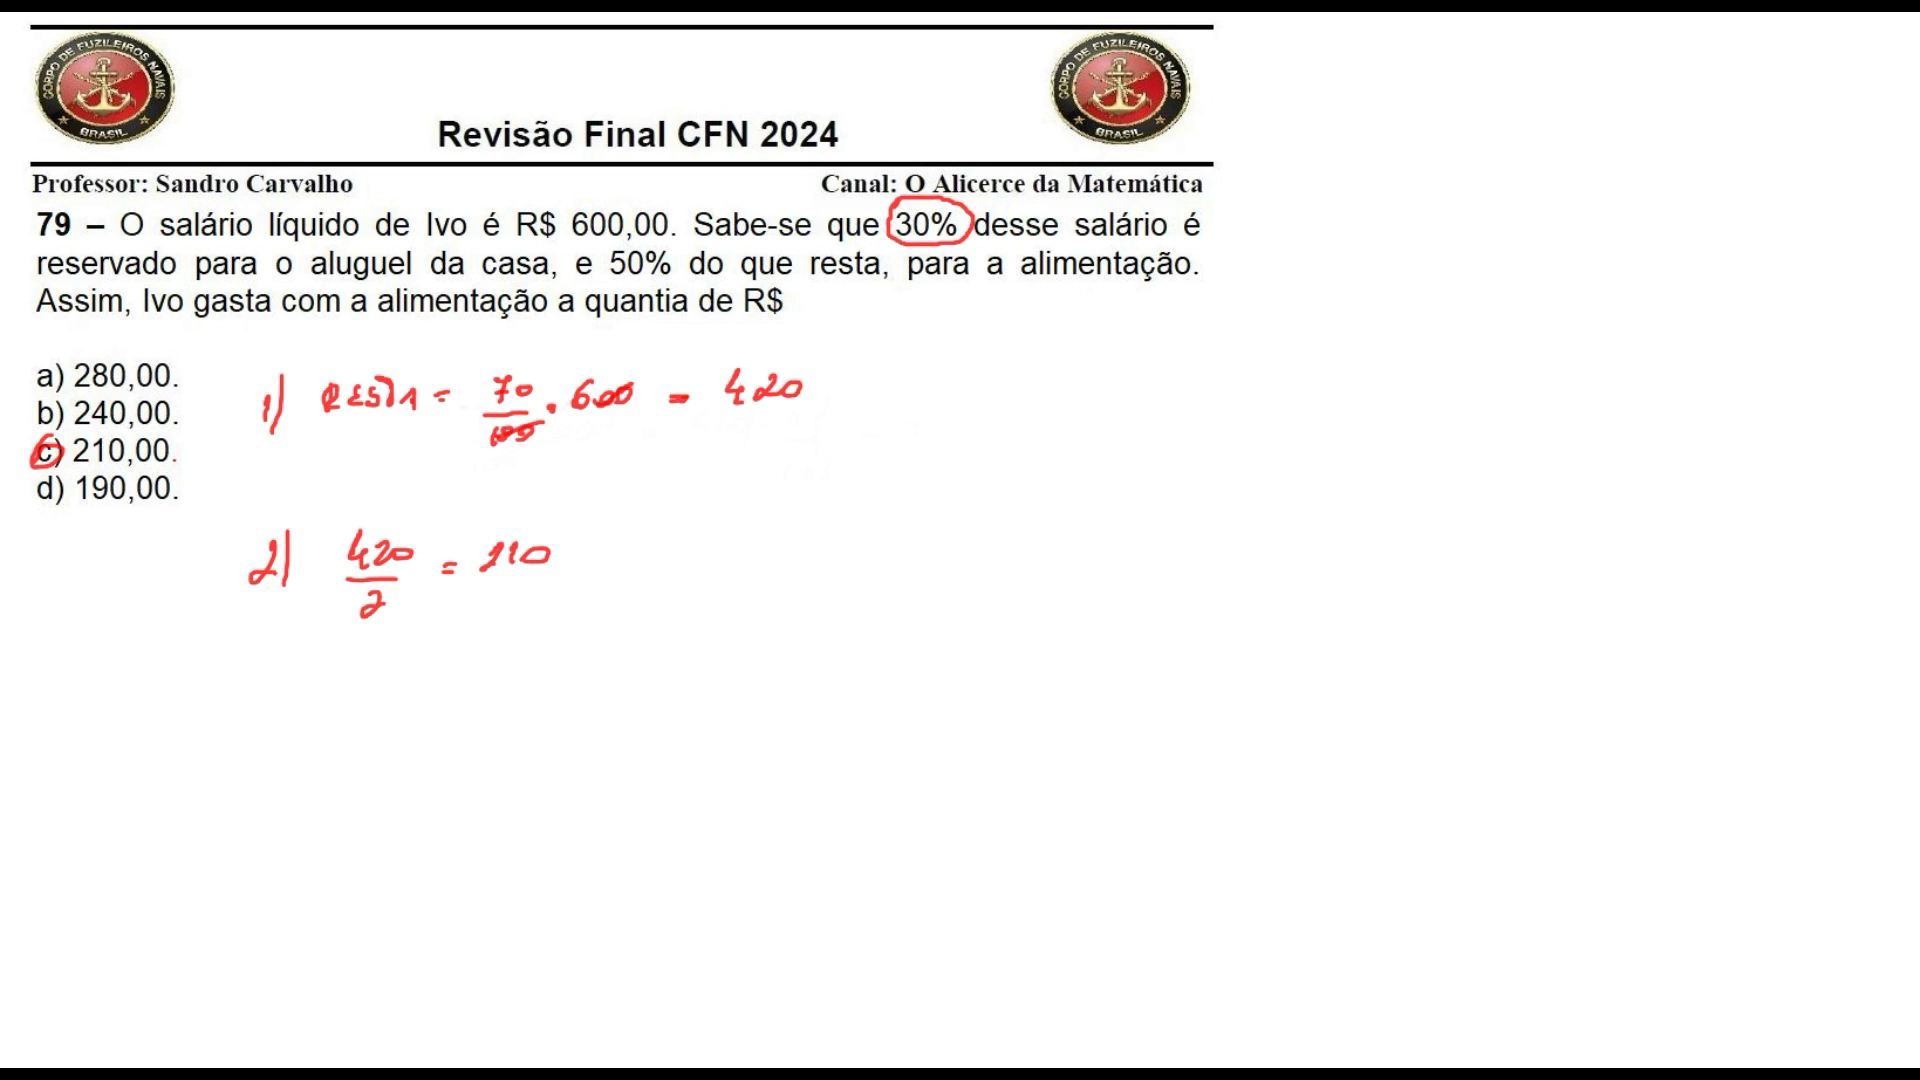 CORPO DE FUZILEIROS NAVAIS
BRASIL
CORPO DE FUZILEIROS NAVAIS
BRASIL
Revisão Final CFN 2024
Professor: Sandro Carvalho
Canal: O Alicerce da Matemática
79 – O salário líquido de Ivo é R$ 600,00. Sabe-se que 30% desse salário é
reservado para o aluguel da casa, e 50% do que resta, para a alimentação.
Assim, Ivo gasta com a alimentação a quantia de R$
a) 280,00.
b) 240,00.
c) 210,00.
d) 190,00.
1) RESTA = 70/100 . 600 = 420
2) 420/2 = 210